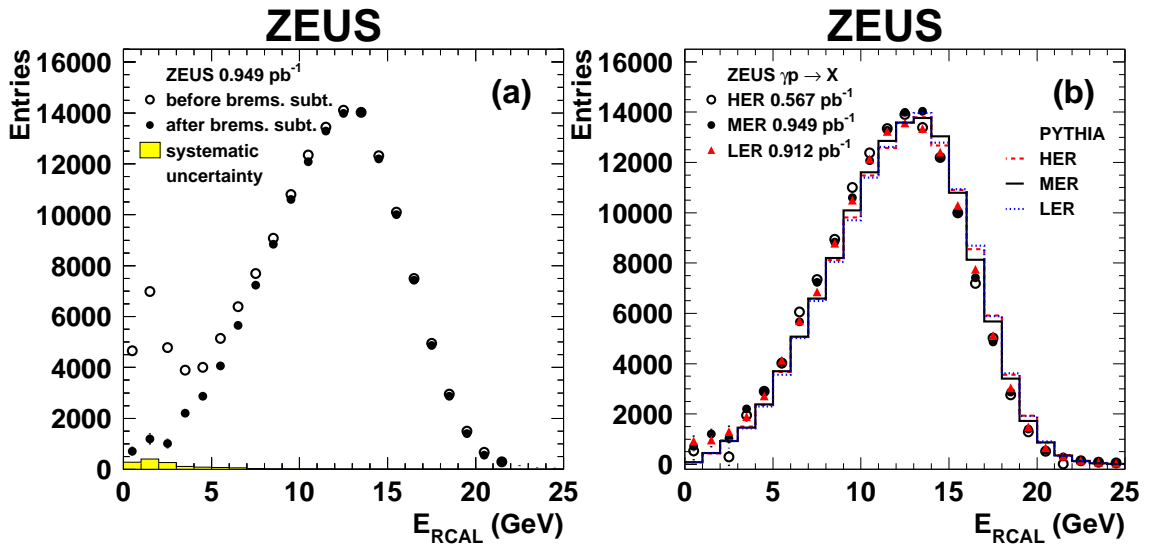 ZEUS
Entries
16000
14000
12000
10000
8000
6000
4000
2000
0
ZEUS 0.949 pb-1
before brems. subt.
after brems. subt.
systematic
uncertainty
(a)
0 5 10 15 20 25
E_RCAL (GeV)
ZEUS
Entries
16000
14000
12000
10000
8000
6000
4000
2000
0
ZEUS γp → X
HER 0.567 pb-1
MER 0.949 pb-1
LER 0.912 pb-1
(b)
PYTHIA
HER
MER
LER
0 5 10 15 20 25
E_RCAL (GeV)